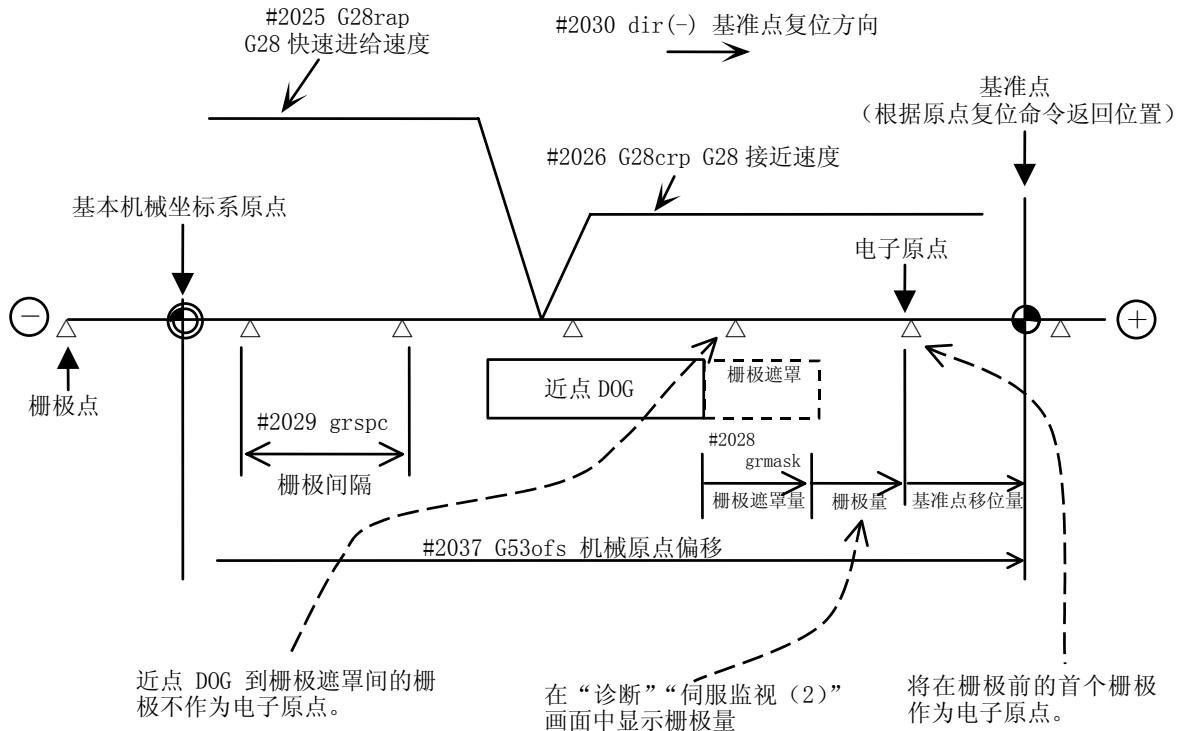 #2025 G28rap
G28 快速进给速度
#2030 dir(-) 基准点复位方向
基准点
（根据原点复位命令返回位置）
#2026 G28crp G28 接近速度
基本机械坐标系原点
电子原点
－
＋
栅极点
近点 DOG
栅极遮罩
#2029 grspc
栅极间隔
#2028
grmask
栅极遮罩量
栅极量
基准点移位量
#2037 G53ofs 机械原点偏移
近点 DOG 到栅极遮罩间的栅
极不作为电子原点。
在“诊断”“伺服监视（2)”
画面中显示栅极量
将在栅极前的首个栅极
作为电子原点。